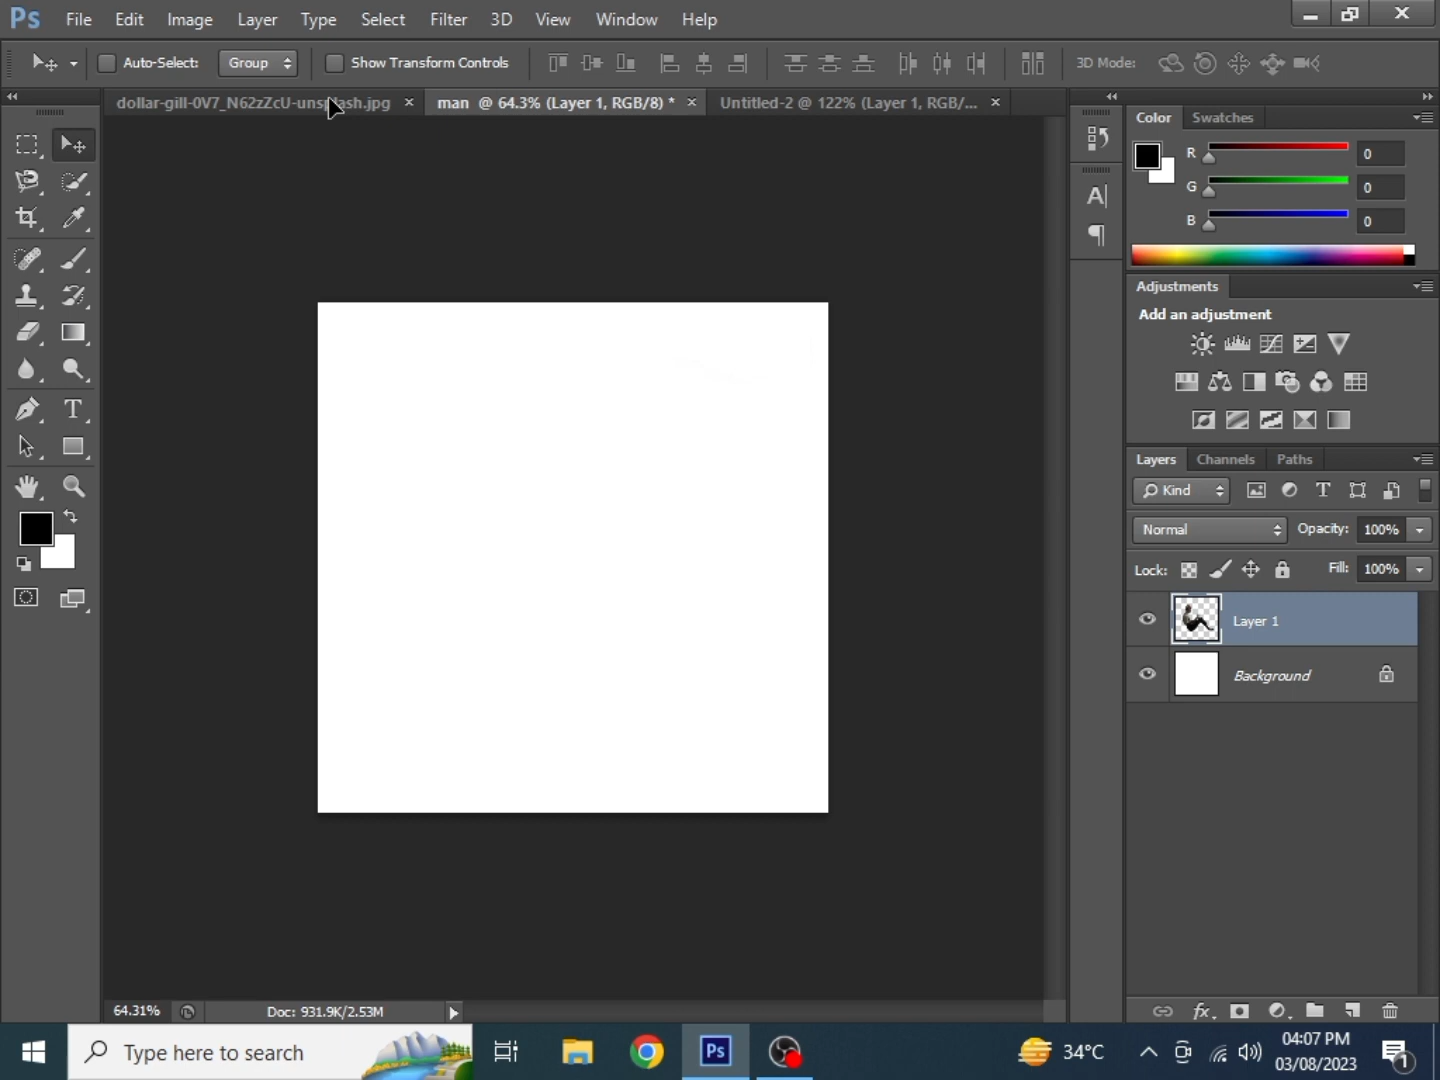 Ps File Edit Image Layer Type Select Filter 3D View Window Help
Auto-Select: Group Show Transform Controls 3D Mode:
dollar-gill-0V7_N62zZcU-unsplash.jpg × man @ 64.3% (Layer 1, RGB/8) * × Untitled-2 @ 122% (Layer 1, RGB/... ×
Color Swatches
R 0
G 0
B 0
Adjustments
Add an adjustment
Layers Channels Paths
Kind T
Normal Opacity: 100%
Lock: Fill: 100%
Layer 1
Background
fx
64.31% Doc: 931.9K/2.53M
Type here to search
Ps
34°C
04:07 PM
03/08/2023
1